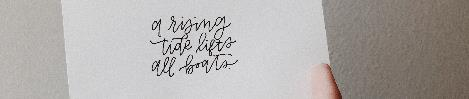 a rising
tide lifts
all boats